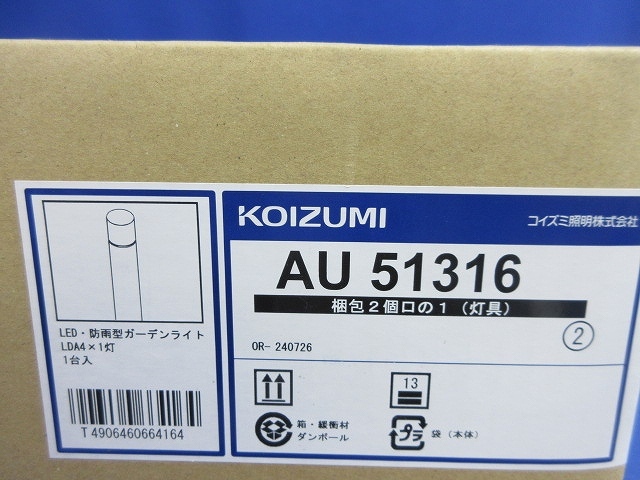 KOIZUMI
コイズミ照明株式会社
AU 51316
梱包2個口の1(灯具)
2
OR- 240726
LED・防雨型ガーデンライト
LDA4×1灯
1台入
T 4906460664164
13
箱・緩衝材
ダンボール
プラ
袋(本体)